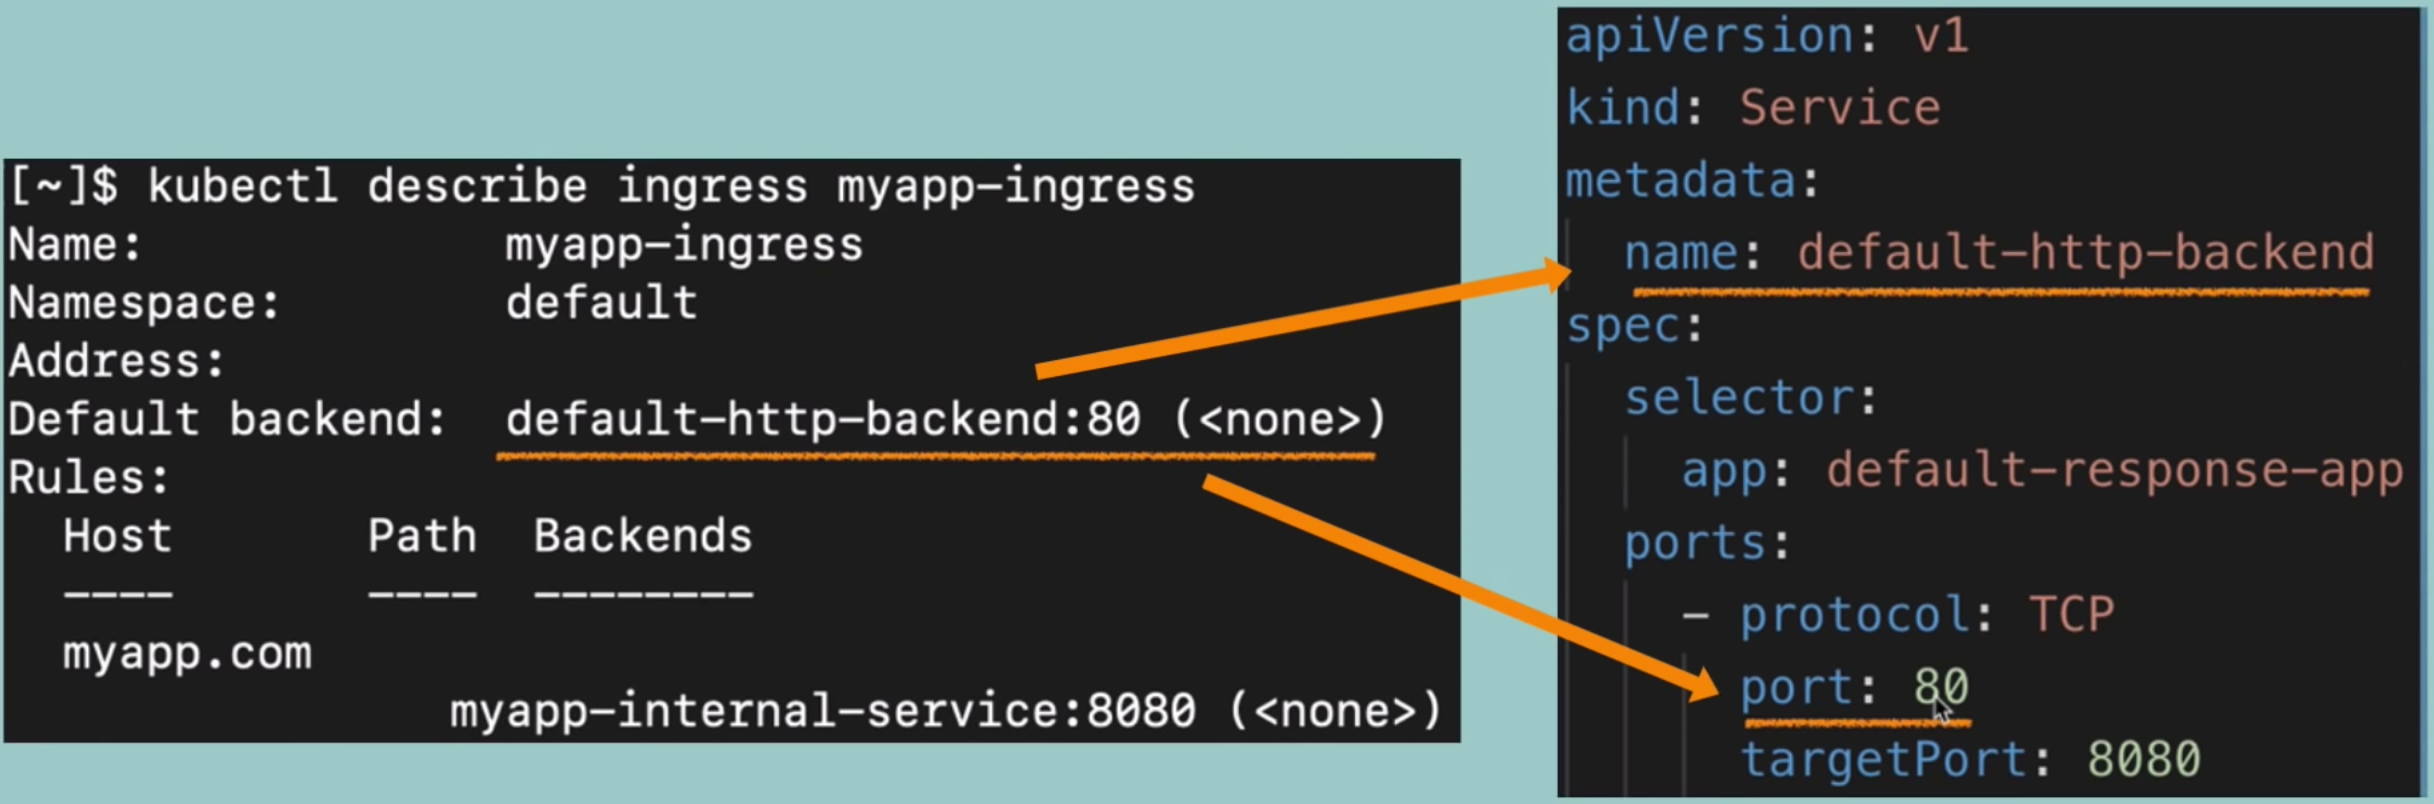 [~]$ kubectl describe ingress myapp-ingress
Name: myapp-ingress
Namespace: default
Address:
Default backend: default-http-backend:80 (<none>)
Rules:
Host Path Backends
---- ---- --------
myapp.com
myapp-internal-service:8080 (<none>)
apiVersion: v1
kind: Service
metadata:
name: default-http-backend
spec:
selector:
app: default-response-app
ports:
- protocol: TCP
port: 80
targetPort: 8080